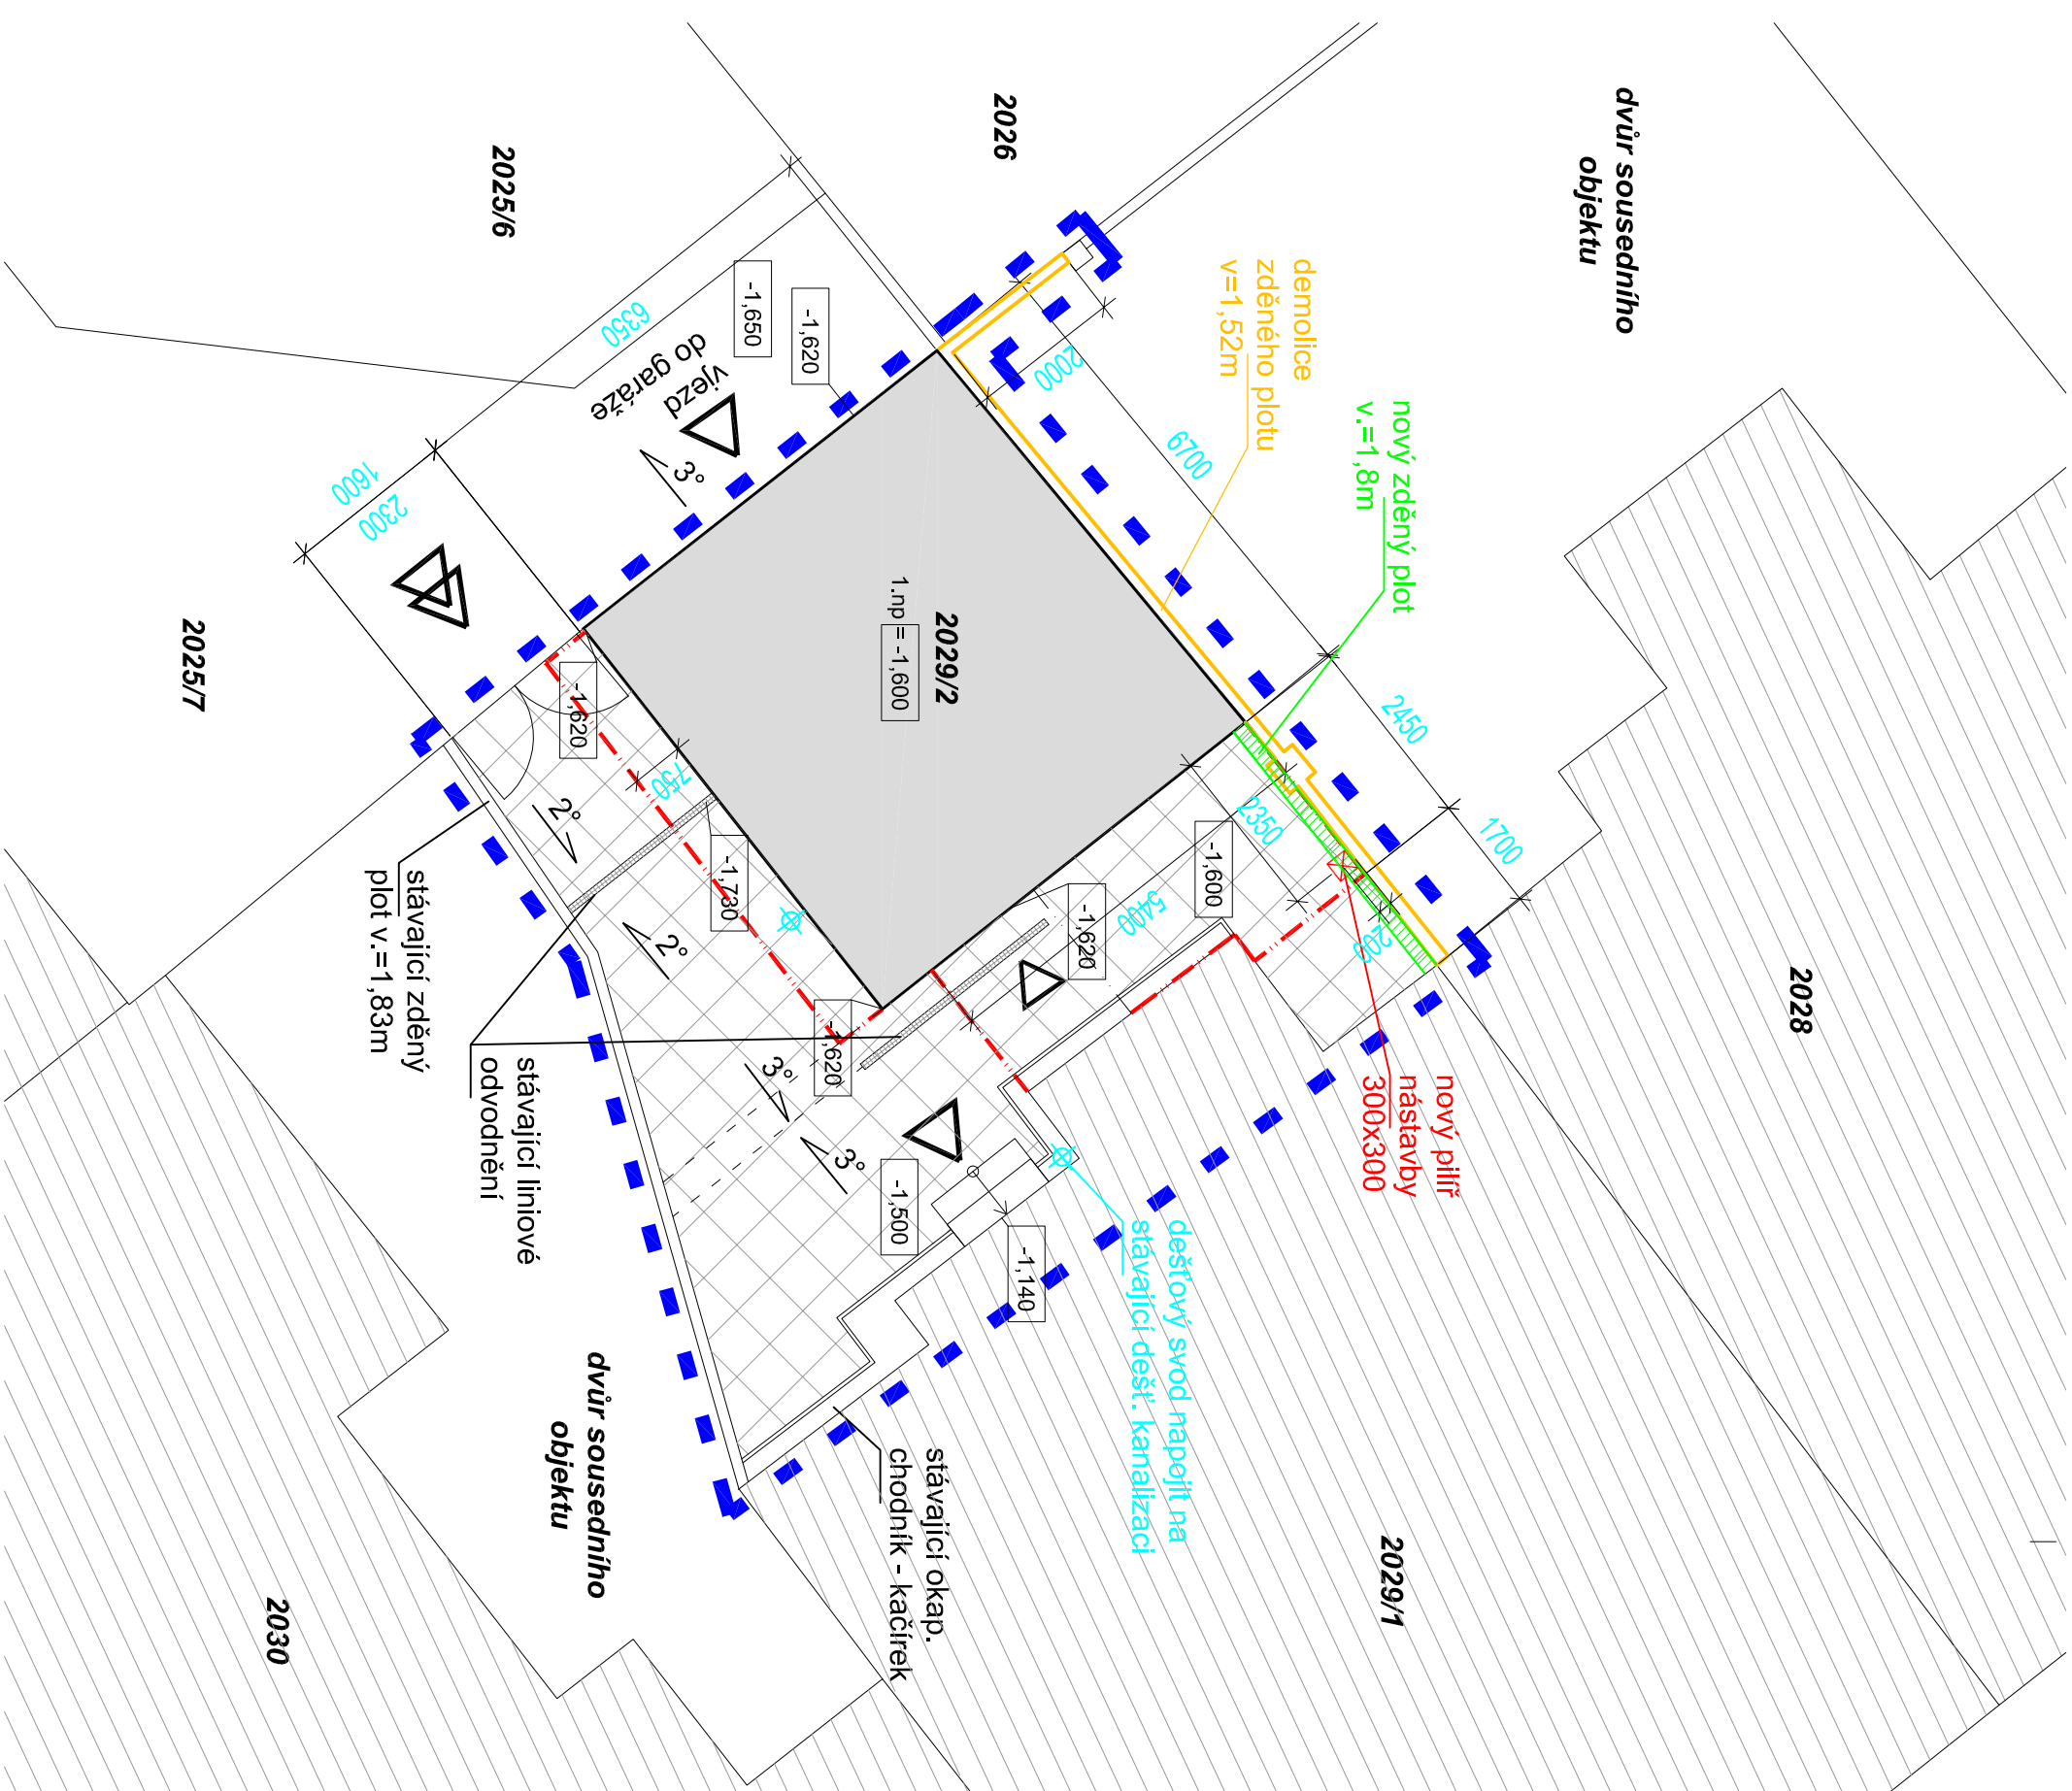 dvůr sousedního
objektu
2026
2025/6
2025/7
2028
2029/1
2029/2
2030
1.np = -1,600
demolice
zděného plotu
v=1,52m
nový zděný plot
v.=1,8m
-1,650
-1,620
vjezd
do garáže
3°
6350
1600
2300
2000
6700
2450
1700
2350
5400
200
750
-1,620
-1,730
-1,620
-1,620
-1,600
-1,500
-1,140
2°
2°
3°
3°
stávající zděný
plot v.=1,83m
stávající liniové
odvodnění
nový pilíř
nástavby
300x300
dešťový svod napojit na
stávající dešť. kanalizaci
stávající okap.
chodník - kačírek
dvůr sousedního
objektu